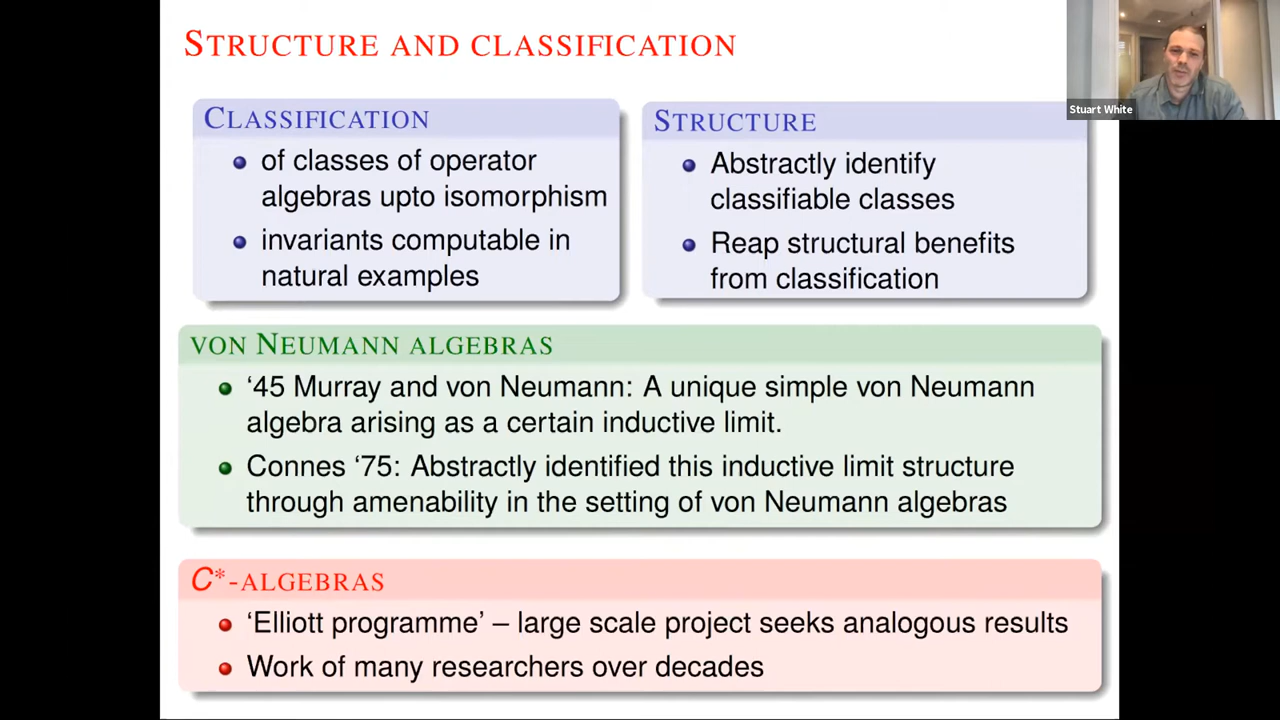 STRUCTURE AND CLASSIFICATION
Stuart White
CLASSIFICATION
of classes of operator
algebras upto isomorphism
invariants computable in
natural examples
STRUCTURE
Abstractly identify
classifiable classes
Reap structural benefits
from classification
VON NEUMANN ALGEBRAS
‘45 Murray and von Neumann: A unique simple von Neumann
algebra arising as a certain inductive limit.
Connes ‘75: Abstractly identified this inductive limit structure
through amenability in the setting of von Neumann algebras
C*-ALGEBRAS
‘Elliott programme’ – large scale project seeks analogous results
Work of many researchers over decades